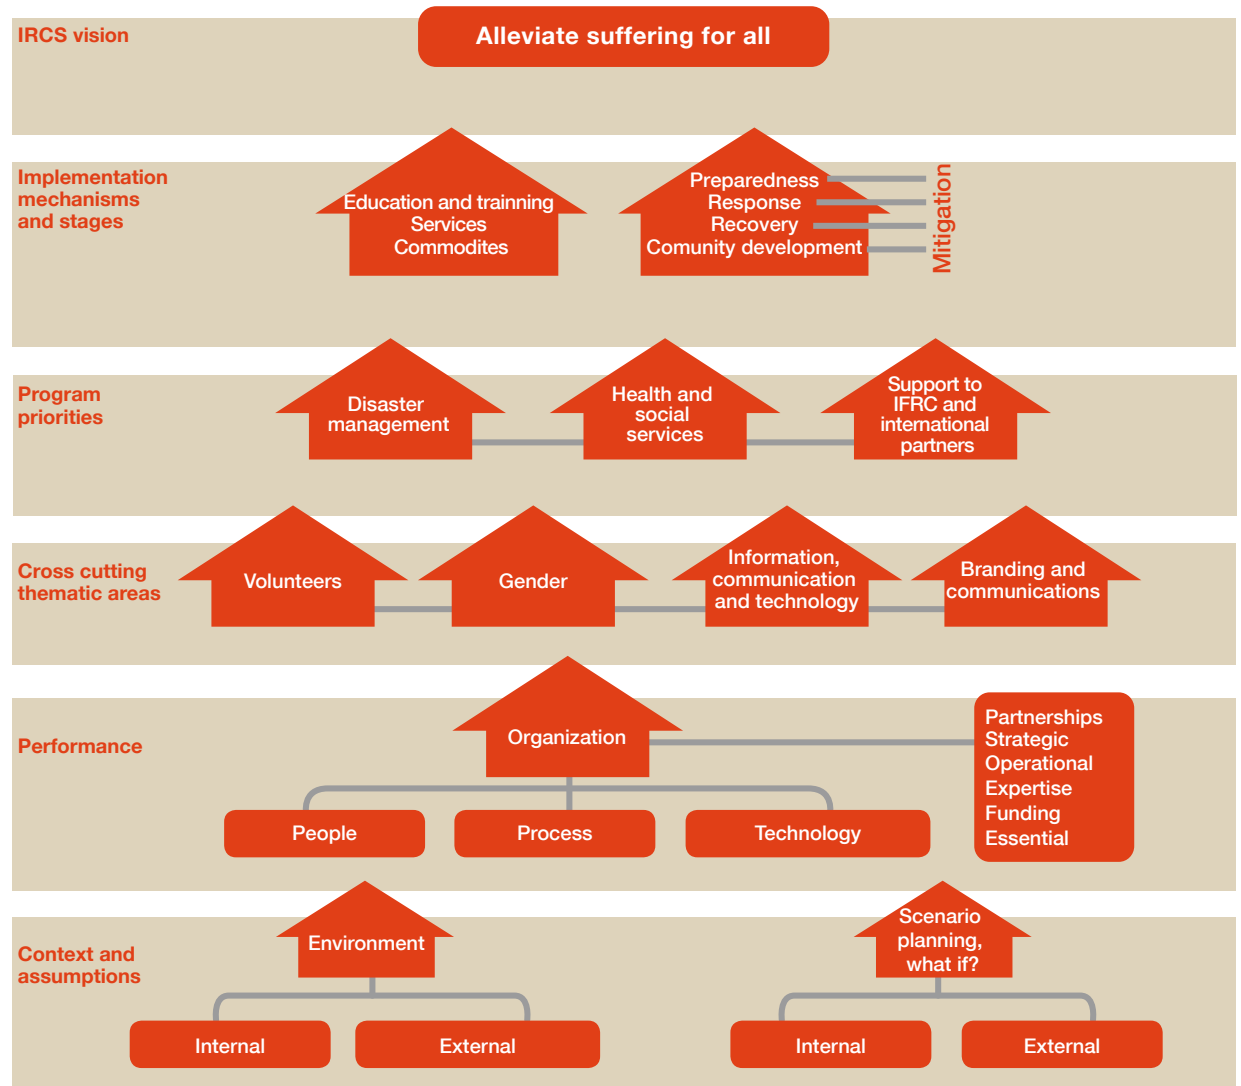 IRCS vision
Alleviate suffering for all
Implementation
mechanisms
and stages
Education and trainning
Services
Commodites
Preparedness
Response
Recovery
Comunity development
Mitigation
Program
priorities
Disaster
management
Health and
social
services
Support to
IFRC and
international
partners
Cross cutting
thematic areas
Volunteers
Gender
Information,
communication
and technology
Branding and
communications
Performance
Organization
Partnerships
Strategic
Operational
Expertise
Funding
Essential
People
Process
Technology
Context and
assumptions
Environment
Scenario
planning,
what if?
Internal
External
Internal
External